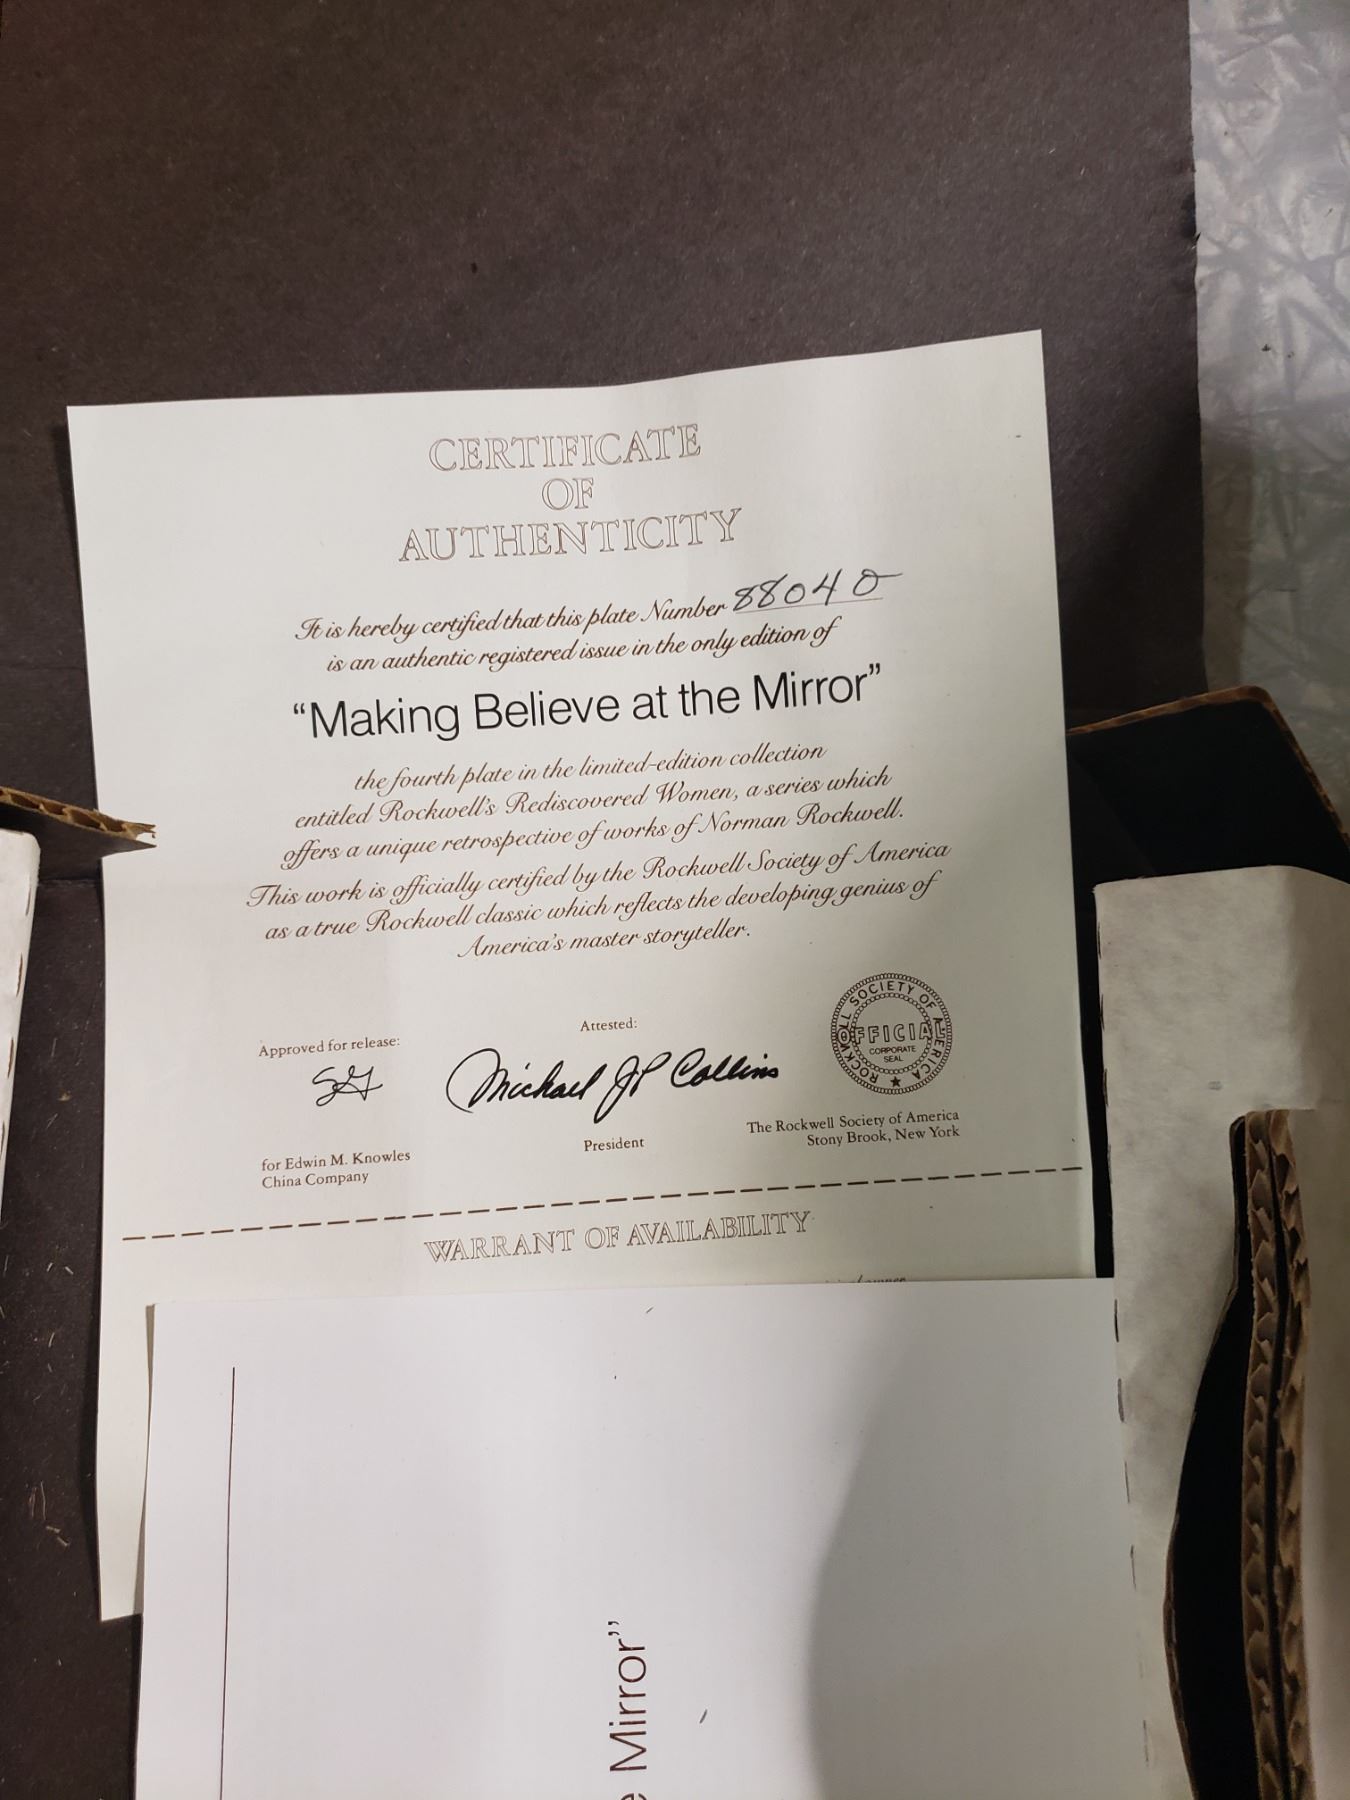 CERTIFICATE
OF
AUTHENTICITY
It is hereby certified that this plate Number 88040
is an authentic registered issue in the only edition of
“Making Believe at the Mirror”
the fourth plate in the limited-edition collection
entitled Rockwell's Rediscovered Women, a series which
offers a unique retrospective of works of Norman Rockwell.
This work is officially certified by the Rockwell Society of America
as a true Rockwell classic which reflects the developing genius of
America's master storyteller.
Approved for release:
for Edwin M. Knowles
China Company
Attested:
Michael JP Collins
President
ROCKWELL SOCIETY OF AMERICA
OFFICIAL
CORPORATE
SEAL
The Rockwell Society of America
Stony Brook, New York
WARRANT OF AVAILABILITY
Mirror”